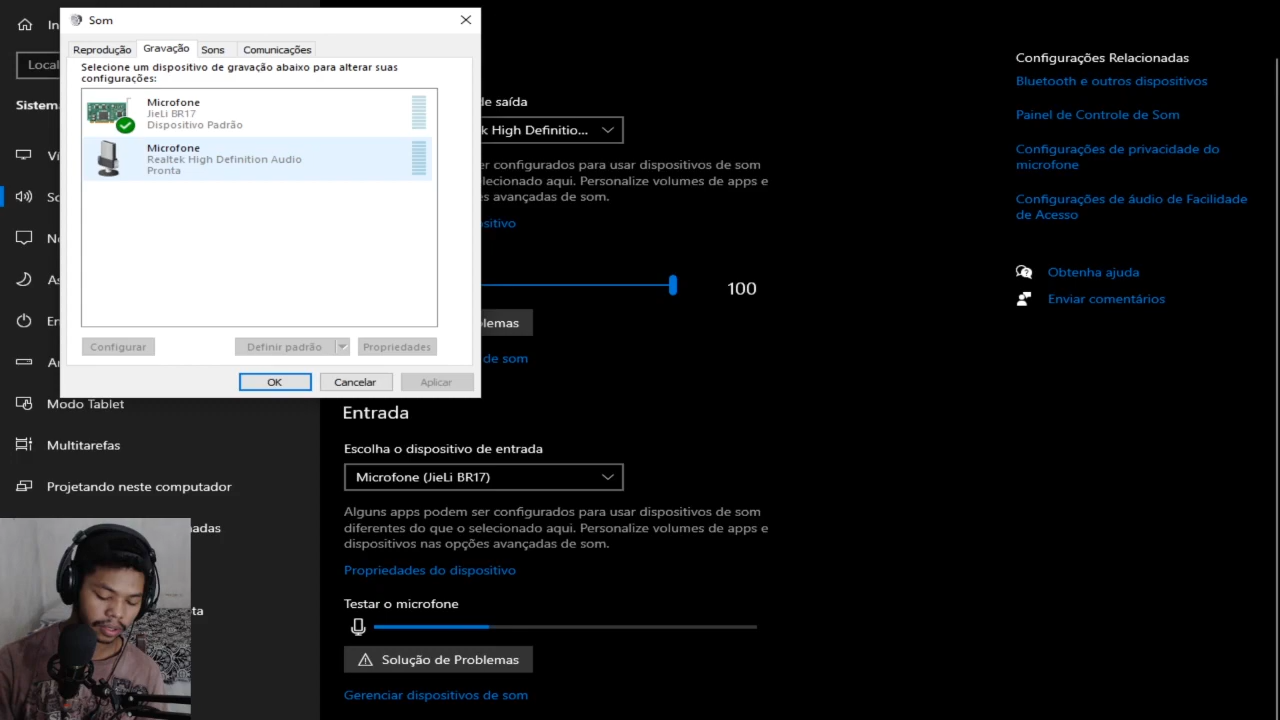 Som
Reprodução
Gravação
Sons
Comunicações
Selecione um dispositivo de gravação abaixo para alterar suas
configurações:
Microfone
JieLi BR17
Dispositivo Padrão
Microfone
Realtek High Definition Audio
Pronta
Configurar
Definir padrão
Propriedades
OK
Cancelar
Aplicar
Local
Sistem
Modo Tablet
Multitarefas
Projetando neste computador
nadas
ta
de saída
k High Definitio...
er configurados para usar dispositivos de som
elecionado aqui. Personalize volumes de apps e
s avançadas de som.
ositivo
100
lemas
de som
Entrada
Escolha o dispositivo de entrada
Microfone (JieLi BR17)
Alguns apps podem ser configurados para usar dispositivos de som
diferentes do que o selecionado aqui. Personalize volumes de apps e
dispositivos nas opções avançadas de som.
Propriedades do dispositivo
Testar o microfone
Solução de Problemas
Gerenciar dispositivos de som
Configurações Relacionadas
Bluetooth e outros dispositivos
Painel de Controle de Som
Configurações de privacidade do
microfone
Configurações de áudio de Facilidade
de Acesso
Obtenha ajuda
Enviar comentários